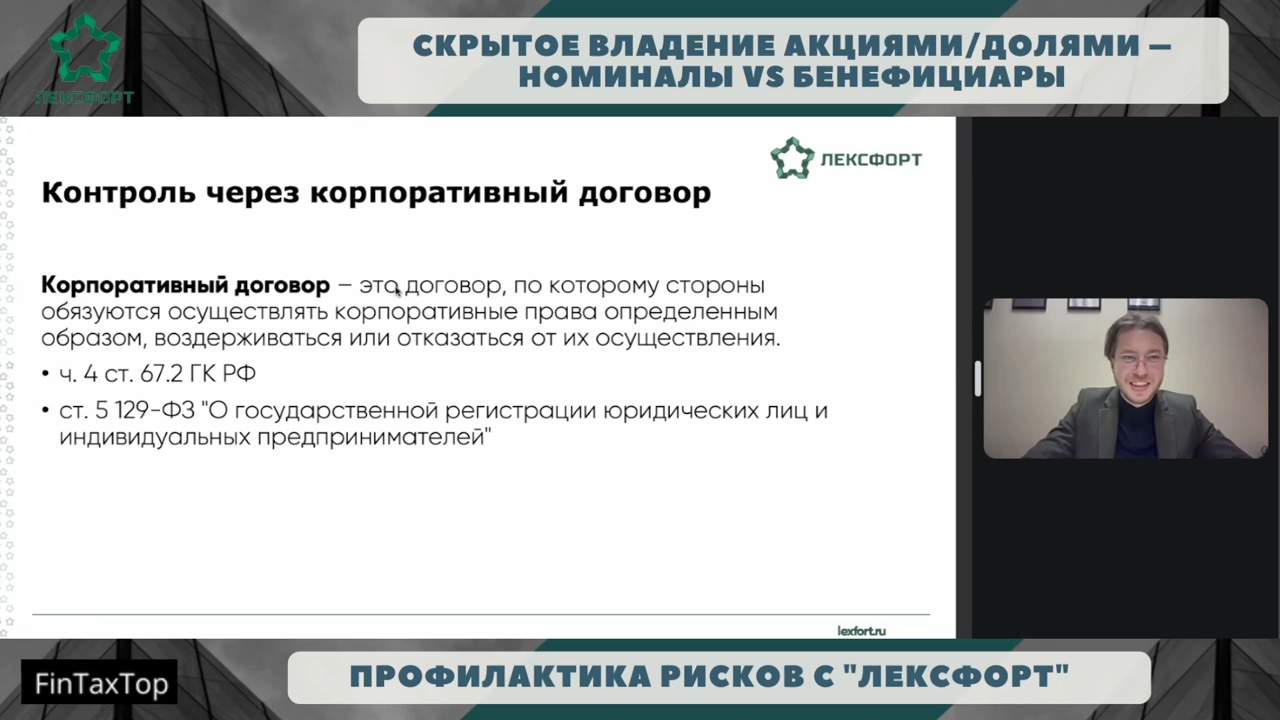 СКРЫТОЕ ВЛАДЕНИЕ АКЦИЯМИ/ДОЛЯМИ —
НОМИНАЛЫ VS БЕНЕФИЦИАРЫ
ЛЕКСФОРТ
ЛЕКСФОРТ
Контроль через корпоративный договор
Корпоративный договор – это договор, по которому стороны
обязуются осуществлять корпоративные права определенным
образом, воздерживаться или отказаться от их осуществления.
• ч. 4 ст. 67.2 ГК РФ
• ст. 5 129-ФЗ "О государственной регистрации юридических лиц и
индивидуальных предпринимателей"
lexfort.ru
FinTaxTop
ПРОФИЛАКТИКА РИСКОВ С "ЛЕКСФОРТ"